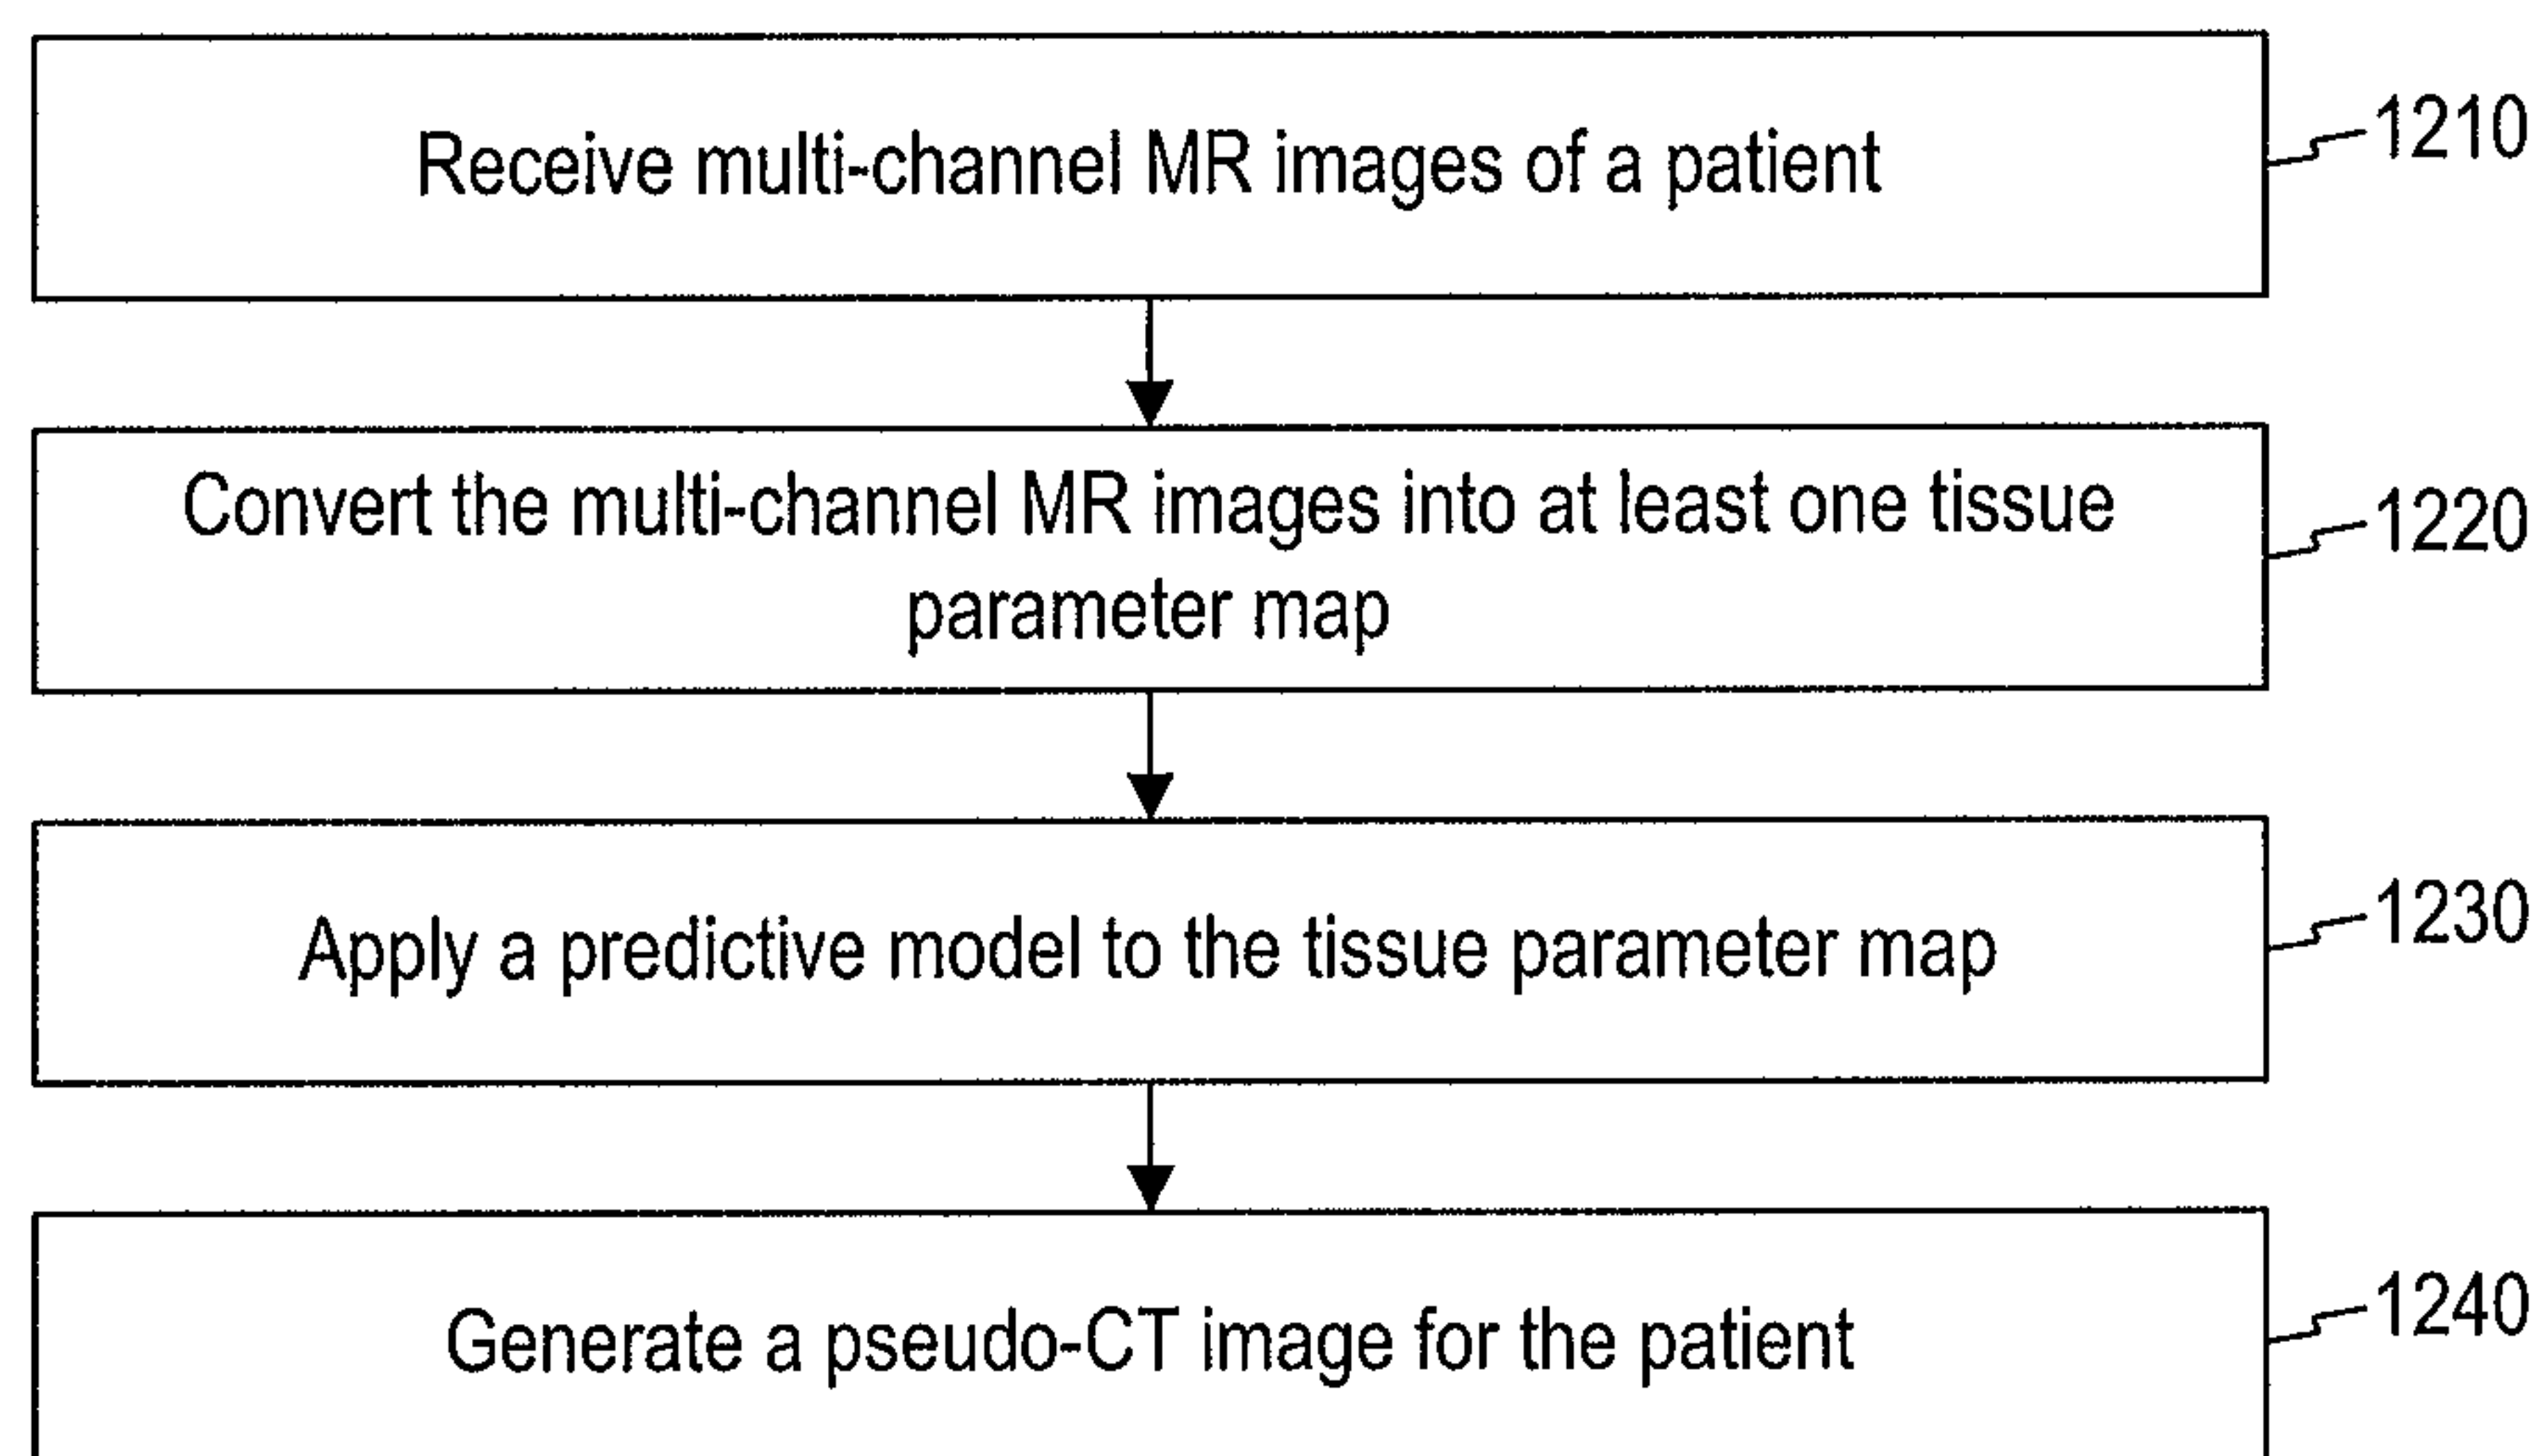 Receive multi-channel MR images of a patient
1210
Convert the multi-channel MR images into at least one tissue
parameter map
1220
Apply a predictive model to the tissue parameter map
1230
Generate a pseudo-CT image for the patient
1240